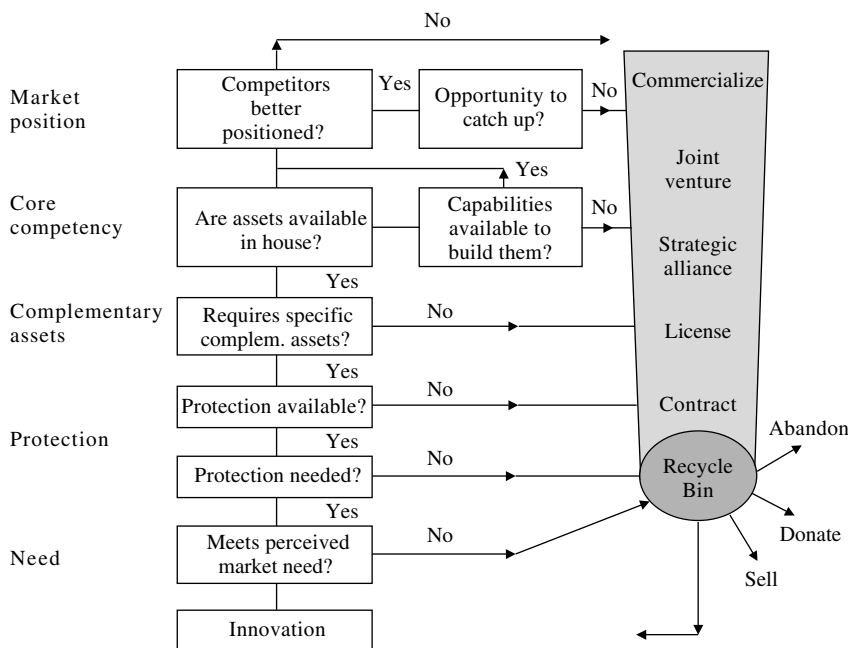 No
Market
position
Competitors
better
positioned?
Yes
Opportunity to
catch up?
No
Commercialize
Joint
venture
Yes
Core
competency
Are assets available
in house?
Capabilities
available to
build them?
No
Strategic
alliance
Yes
Complementary
assets
Requires specific
complem. assets?
No
License
Yes
Protection available?
No
Contract
Protection
Yes
Protection needed?
No
Recycle
Bin
Abandon
Donate
Sell
Yes
Need
Meets perceived
market need?
No
Innovation